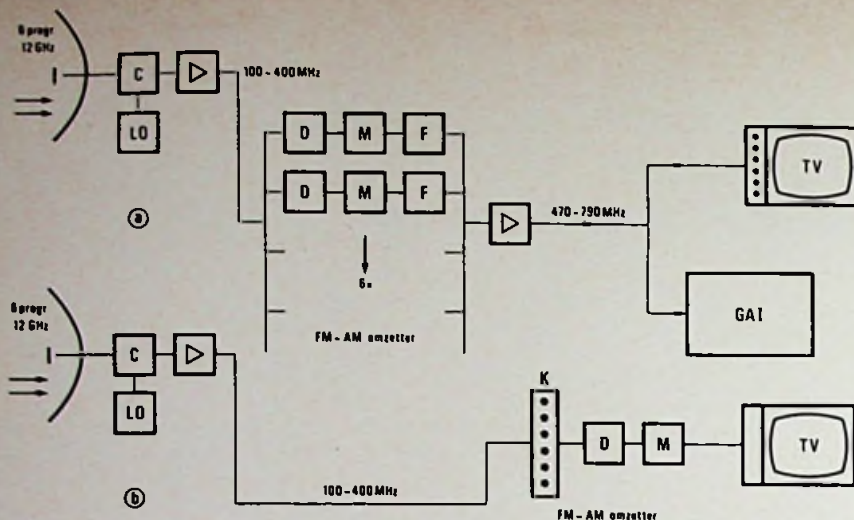 6 progr
12 GHz
C
LO
100-400 MHz
a
D
M
F
D
M
F
6x
FM-AM omzetter
470-790 MHz
TV
GAI
6 progr
12 GHz
C
LO
b
100-400 MHz
K
D
M
TV
FM-AM omzetter